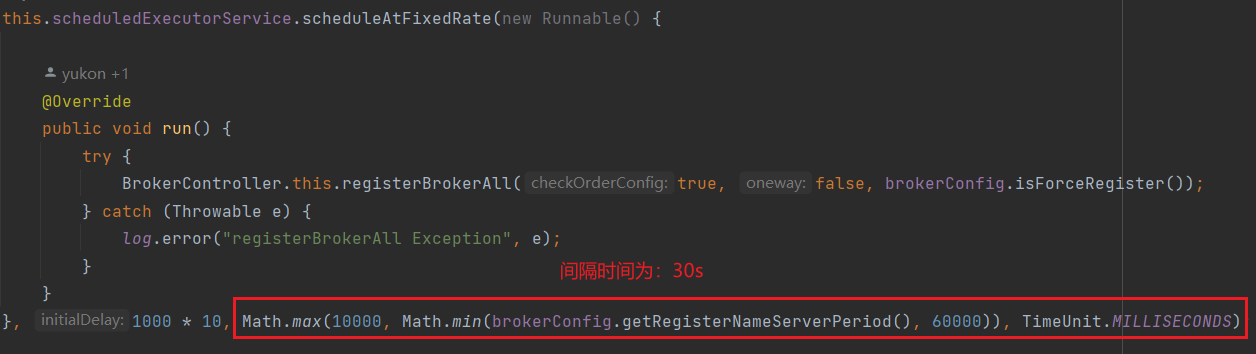 this.scheduledExecutorService.scheduleAtFixedRate(new Runnable() {
yukon +1
@Override
public void run() {
try {
BrokerController.this.registerBrokerAll( checkOrderConfig: true, oneway: false, brokerConfig.isForceRegister());
} catch (Throwable e) {
log.error("registerBrokerAll Exception", e);
}
间隔时间为：30s
}
}, initialDelay: 1000 * 10, Math.max(10000, Math.min(brokerConfig.getRegisterNameServerPeriod(), 60000)), TimeUnit.MILLISECONDS)